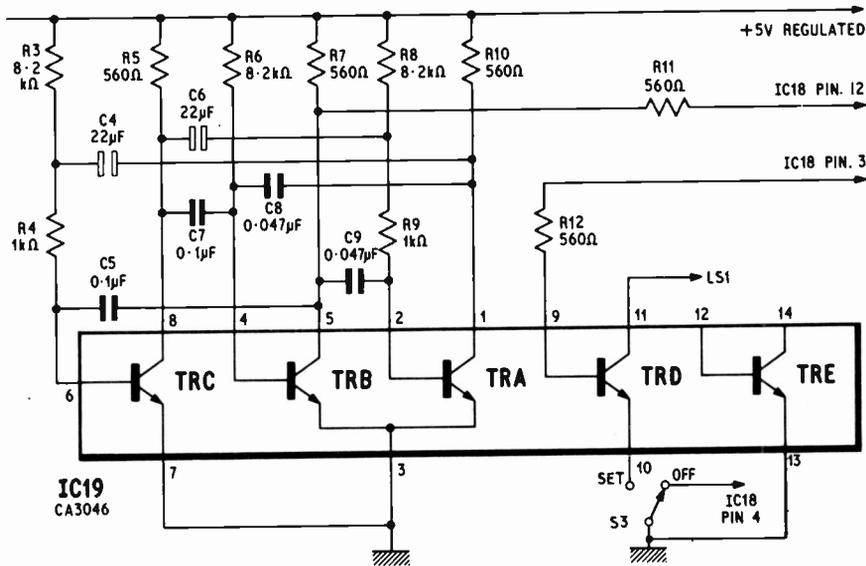 +5V REGULATED
R3
8·2
kΩ
R5
560Ω
R6
8·2kΩ
R7
560Ω
R8
8·2kΩ
R10
560Ω
R11
560Ω
IC18 PIN. 12
C6
22µF
C4
22µF
IC18 PIN. 3
R4
1kΩ
C7
0·1µF
C8
0·047µF
R9
1kΩ
R12
560Ω
C5
0·1µF
C9
0·047µF
LS1
8
4
5
2
1
9
11
12
14
6
TRC
TRB
TRA
TRD
TRE
7
3
10
13
IC19
CA3046
SET
OFF
S3
IC18
PIN 4